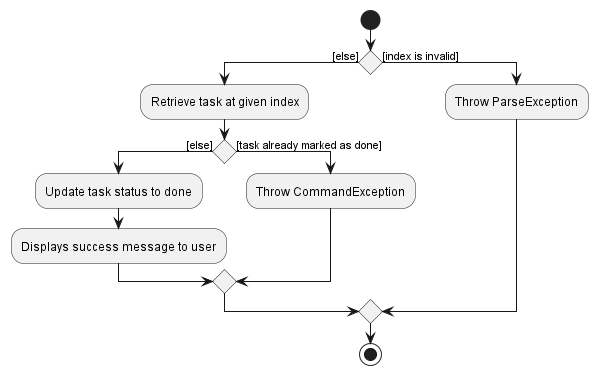 [else]
[index is invalid]
Retrieve task at given index
Throw ParseException
[else]
[task already marked as done]
Update task status to done
Throw CommandException
Displays success message to user